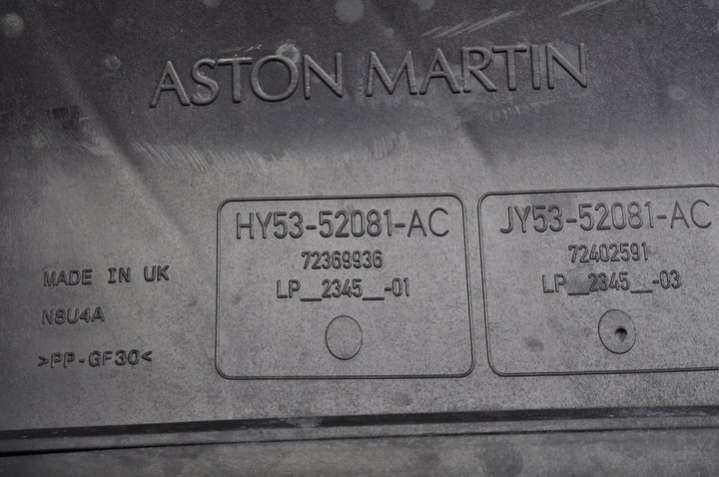 ASTON MARTIN
HY53-52081-AC
72369936
LP__2345__-01
JY53-52081-AC
72402591
LP__2345__-03
MADE IN UK
N8U4A
>PP-GF30<